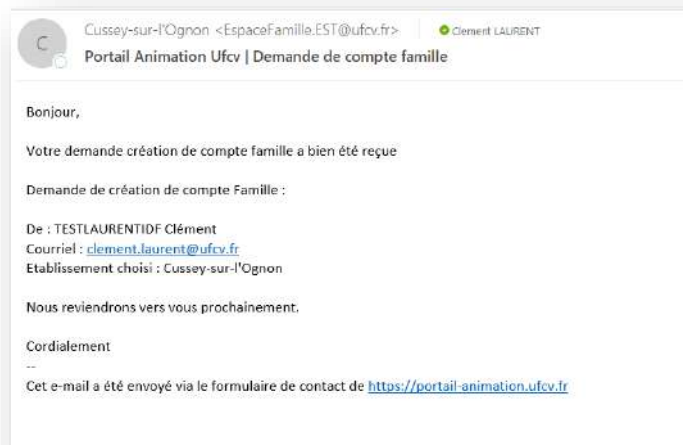 C
Cussey-sur-l'Ognon <EspaceFamille.EST@ufcv.fr> Clement LAURENT
Portail Animation Ufcv | Demande de compte famille
Bonjour,
Votre demande création de compte famille a bien été reçue
Demande de création de compte Famille :
De : TESTLAURENTIDF Clément
Courriel : clement.laurent@ufcv.fr
Etablissement choisi : Cussey-sur-l'Ognon
Nous reviendrons vers vous prochainement.
Cordialement
--
Cet e-mail a été envoyé via le formulaire de contact de https://portail-animation.ufcv.fr